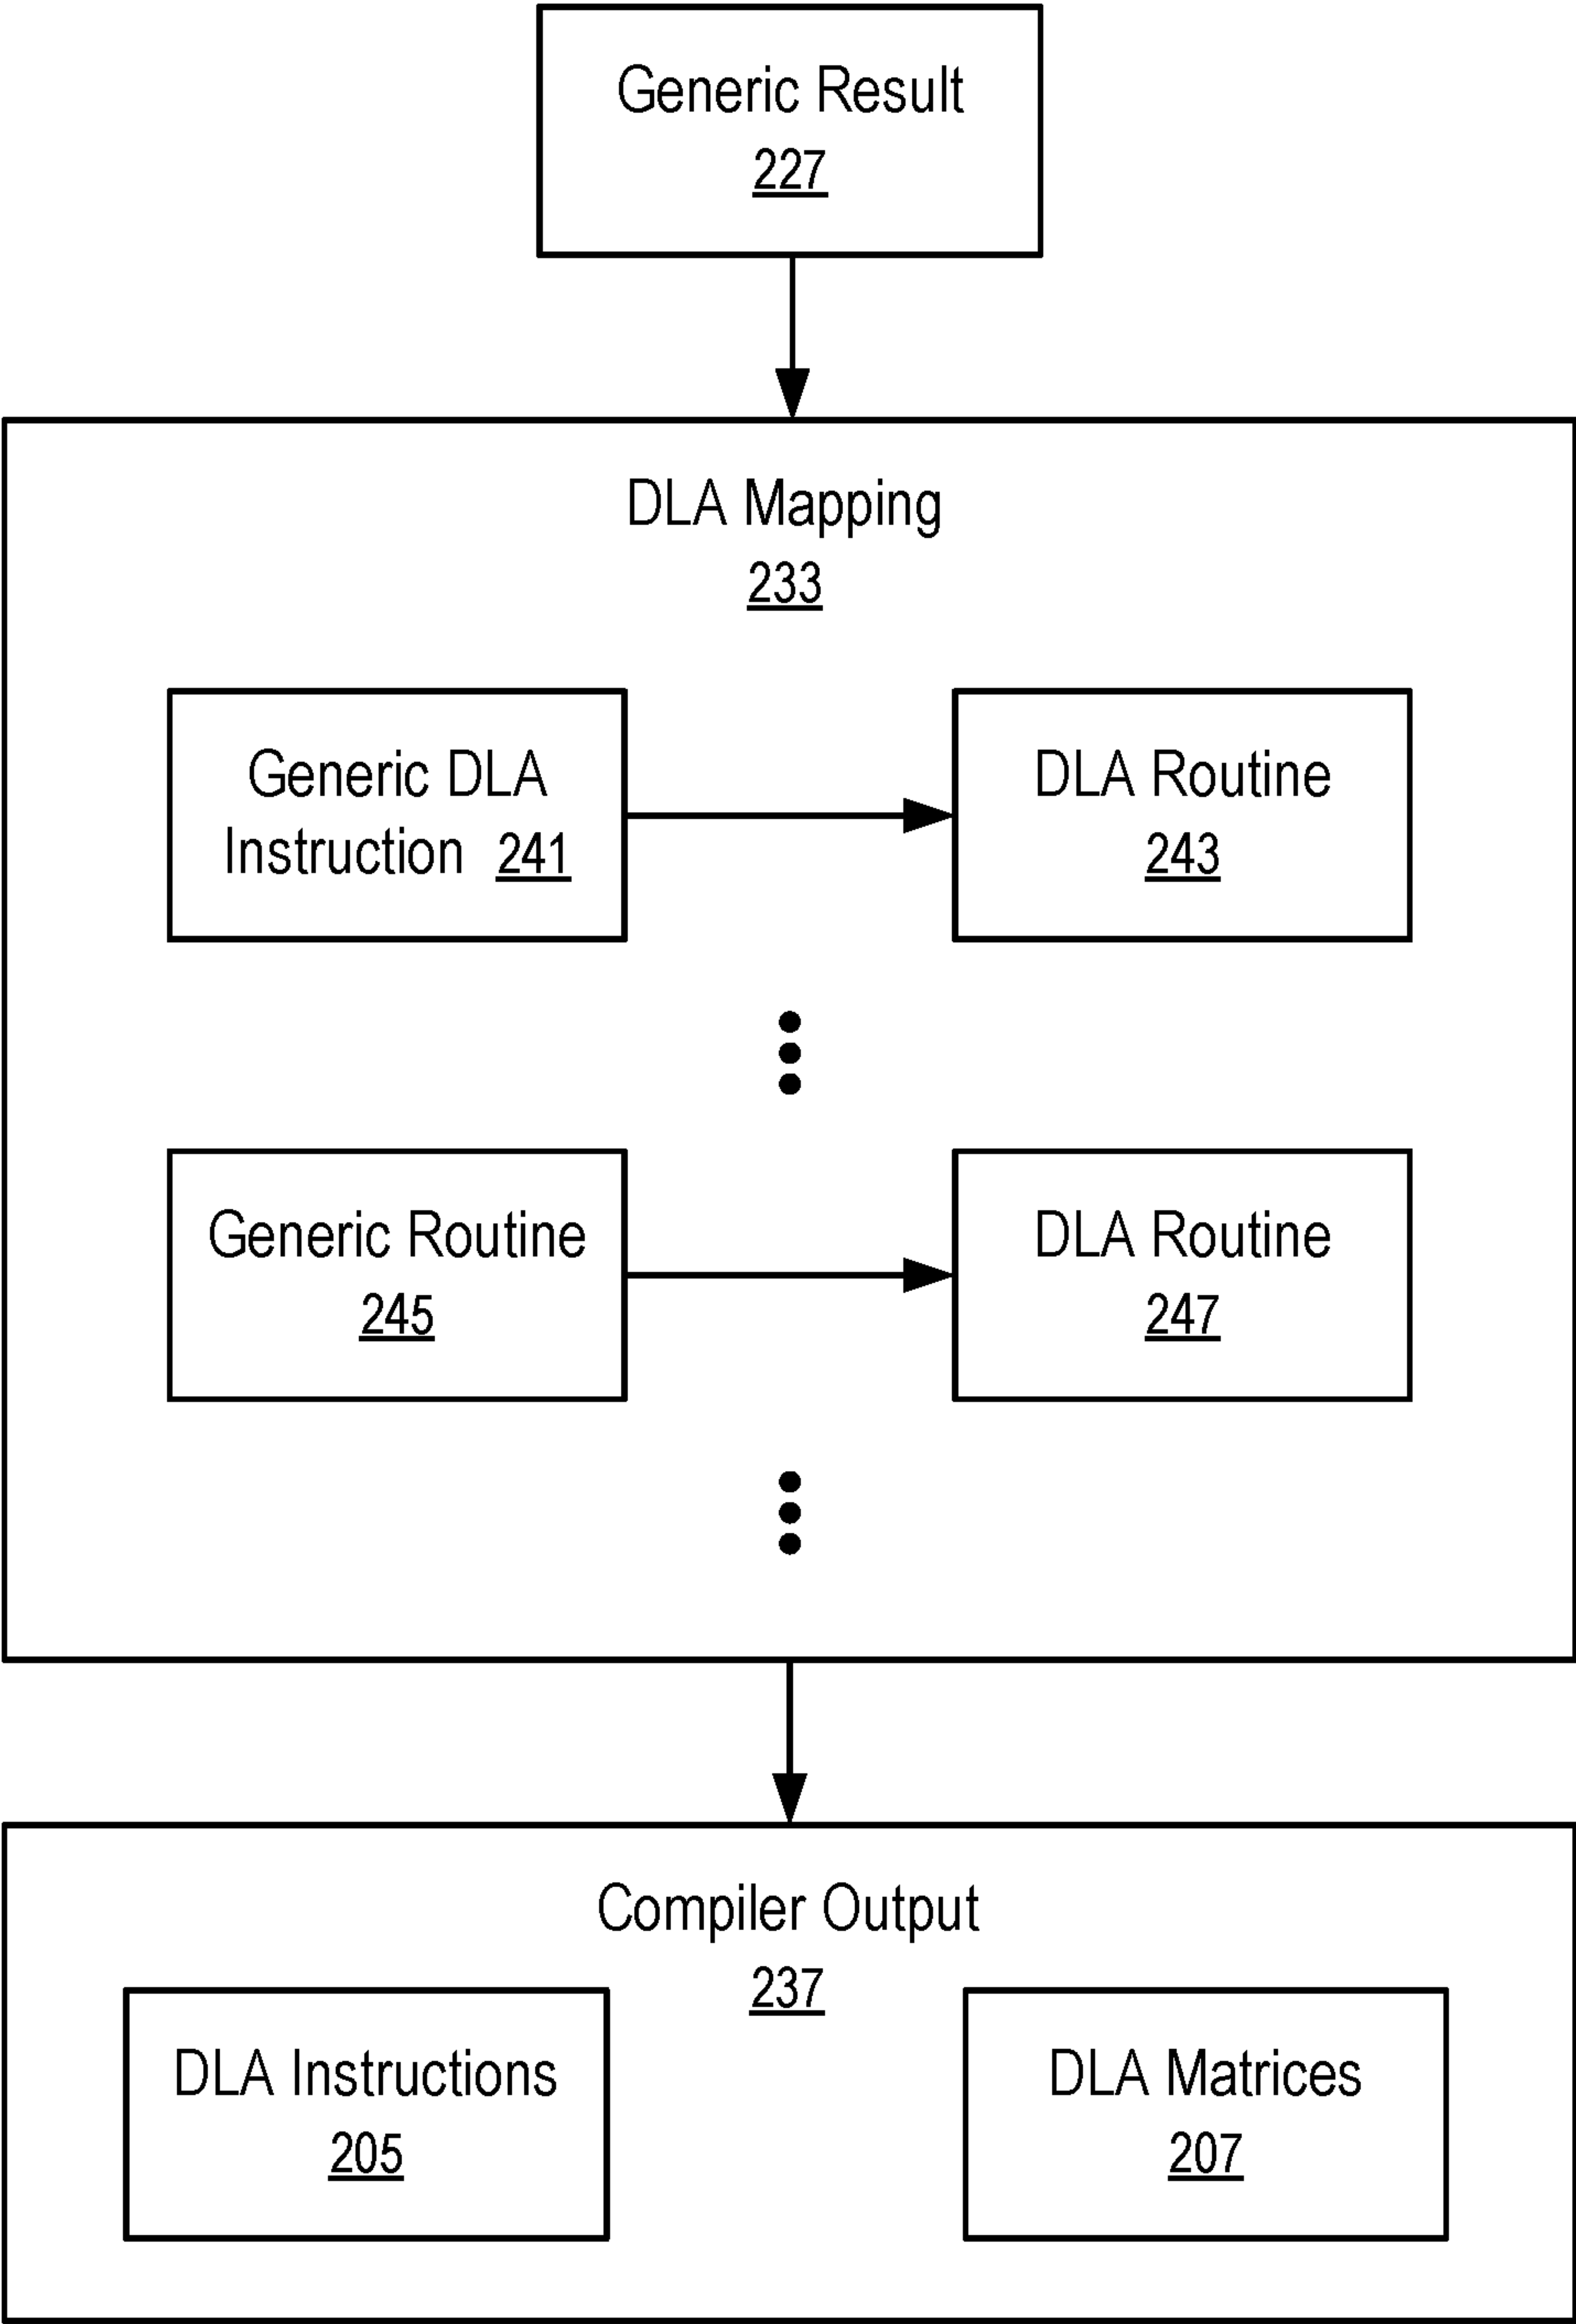 Generic Result
227
DLA Mapping
233
Generic DLA
Instruction 241
DLA Routine
243
Generic Routine
245
DLA Routine
247
Compiler Output
237
DLA Instructions
205
DLA Matrices
207